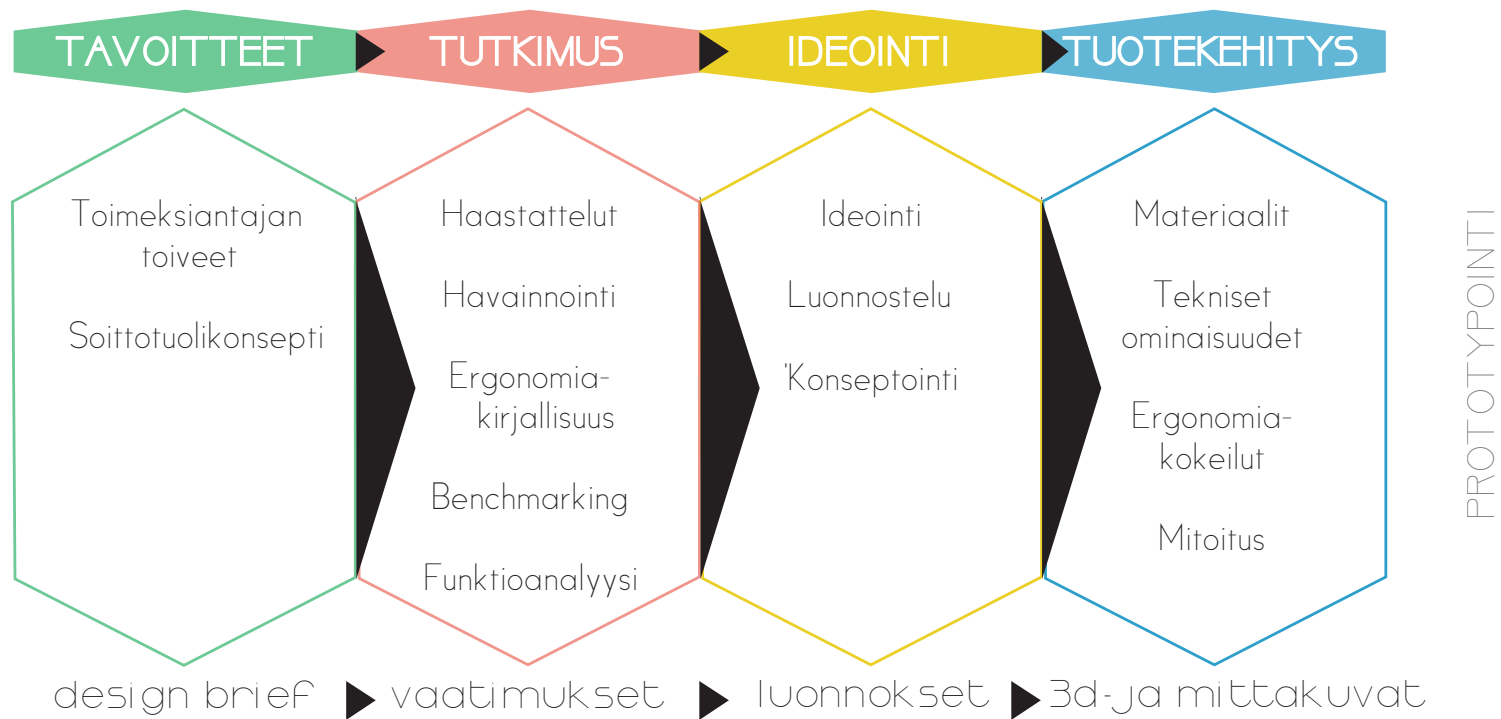 TAVOITTEET
TUTKIMUS
IDEOINTI
TUOTEKEHITYS
Toimeksiantajan
toiveet
Soittotuolikonsepti
Haastattelut
Havainnointi
Ergonomia-
kirjallisuus
Benchmarking
Funktioanalyysi
Ideointi
Luonnostelu
'Konseptointi
Materiaalit
Tekniset
ominaisuudet
Ergonomia-
kokeilut
Mitoitus
PROTOTYPOINTI
design brief
vaatimukset
luonnokset
3d-ja mittakuvat